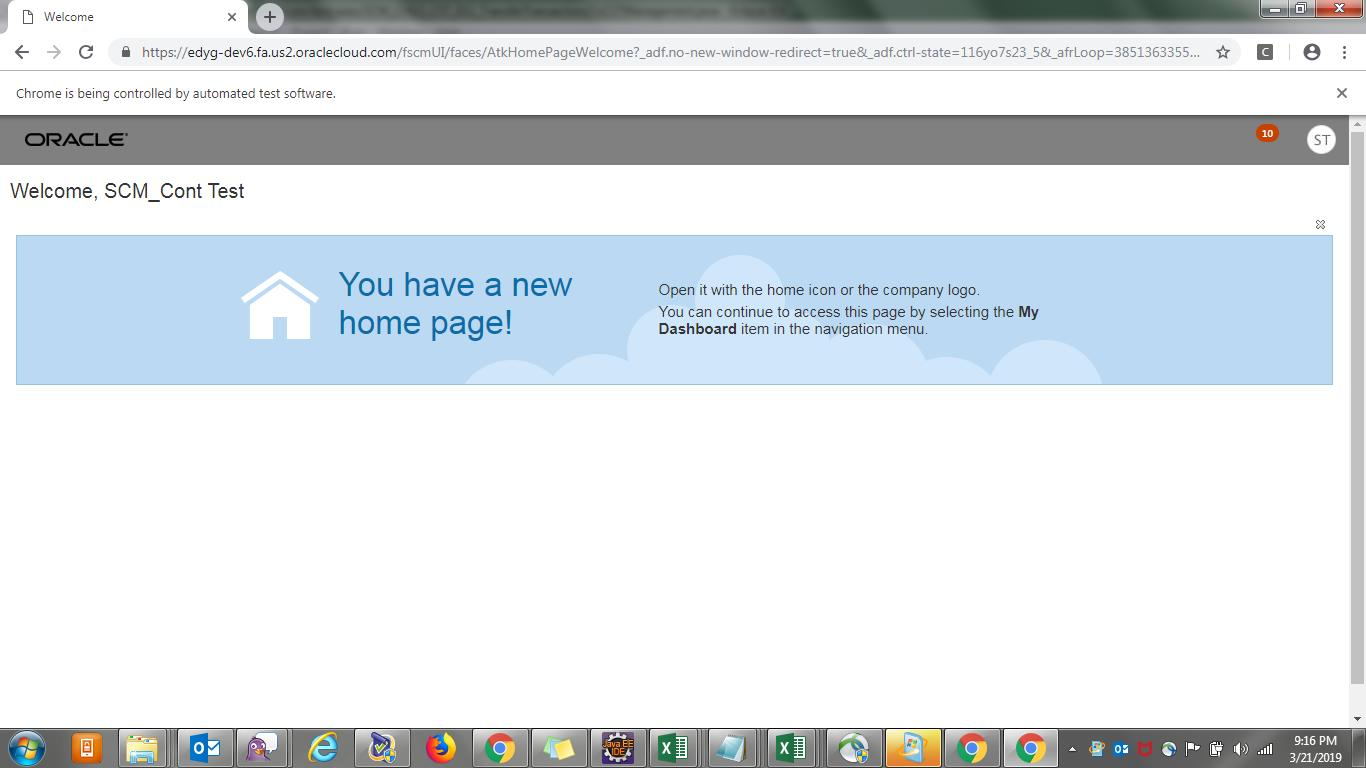 Welcome
https://edyg-dev6.fa.us2.oraclecloud.com/fscmUI/faces/AtkHomePageWelcome?_adf.no-new-window-redirect=true&_adf.ctrl-state=116yo7s23_5&_afrLoop=3851363355...
C
Chrome is being controlled by automated test software.
ORACLE
10
ST
Welcome, SCM_Cont Test
You have a new
home page!
Open it with the home icon or the company logo.
You can continue to access this page by selecting the My
Dashboard item in the navigation menu.
Java EE
IDE
9:16 PM
3/21/2019